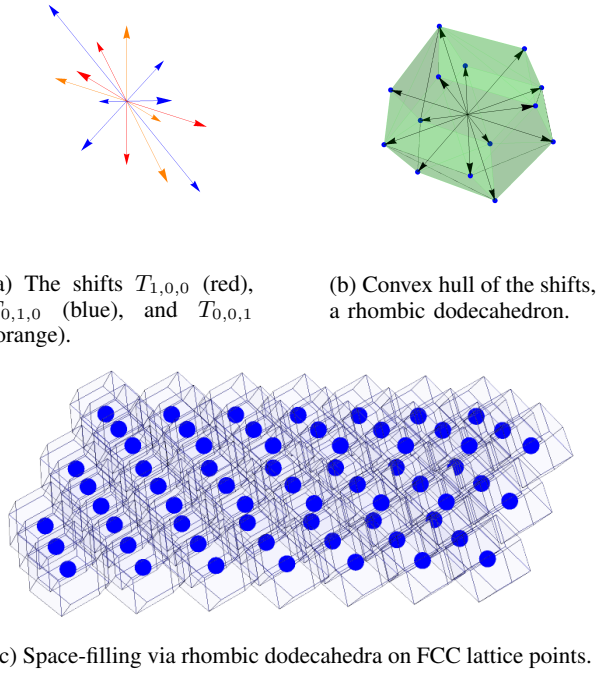 a) The shifts T1,0,0 (red),
T0,1,0 (blue), and T0,0,1
orange).
(b) Convex hull of the shifts,
a rhombic dodecahedron.
c) Space-filling via rhombic dodecahedra on FCC lattice points.